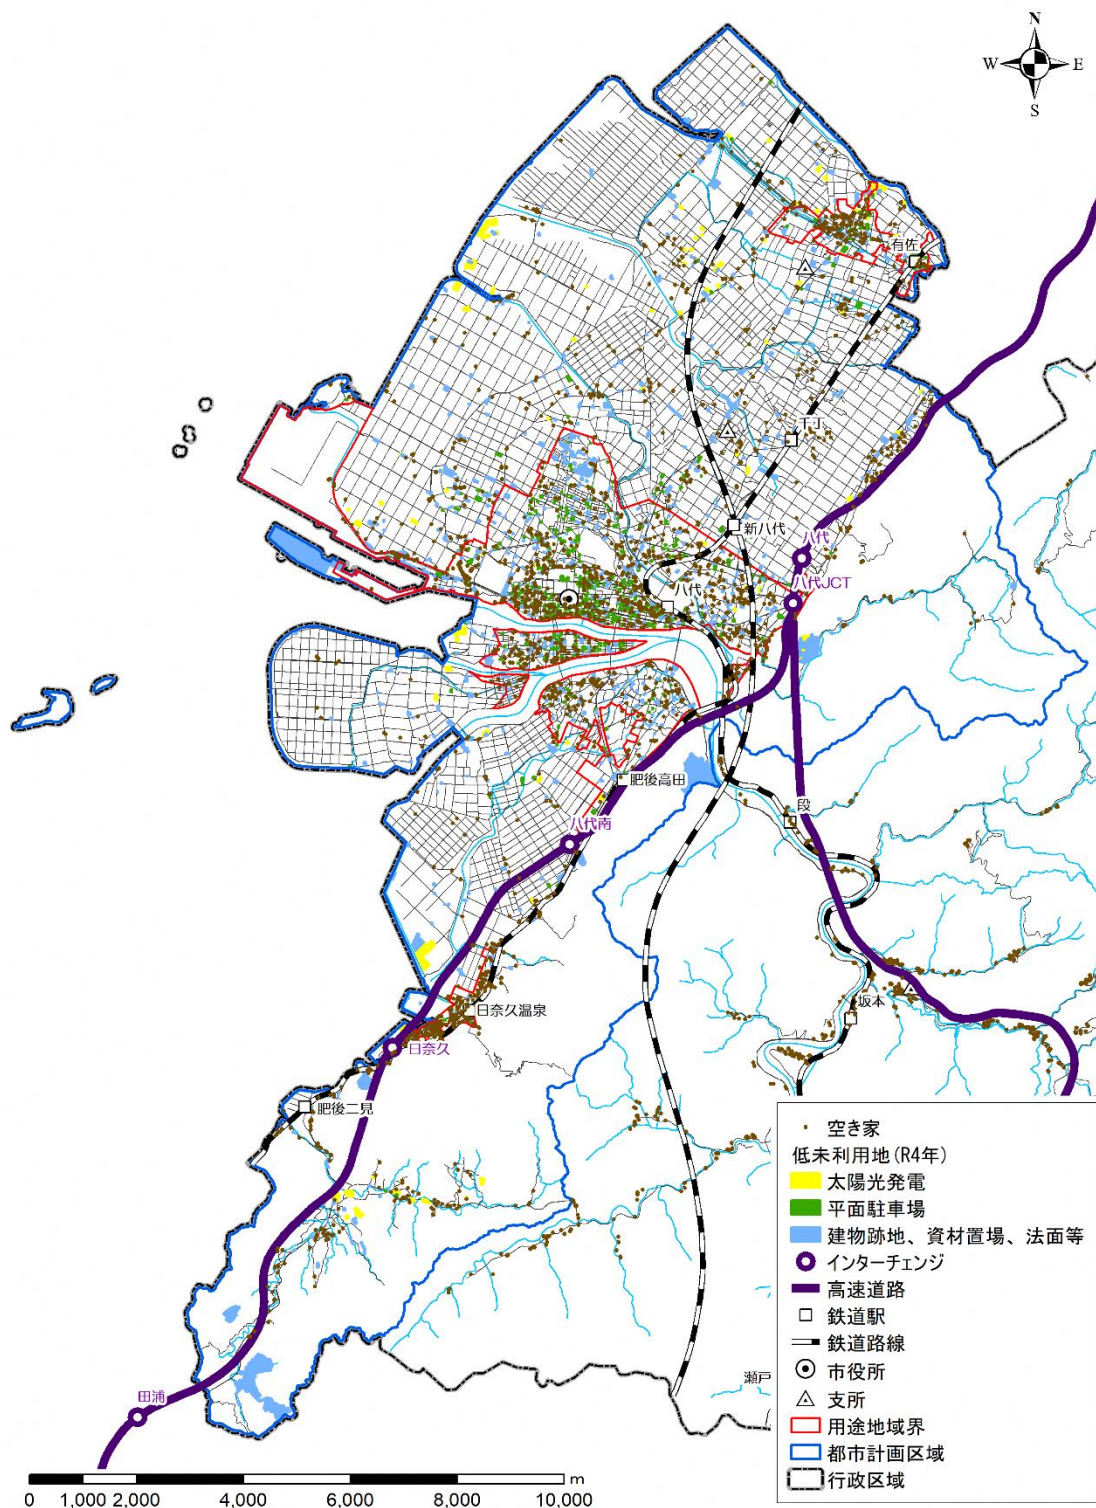 N
W
E
S
有佐
千丁
新八代
八代
八代JCT
八代
肥後高田
八代南
段
坂本
日奈久温泉
日奈久
肥後二見
瀬戸
田浦
空き家
低未利用地(R4年)
太陽光発電
平面駐車場
建物跡地、資材置場、法面等
インターチェンジ
高速道路
鉄道駅
鉄道路線
市役所
支所
用途地域界
都市計画区域
行政区域
0 1,000 2,000 4,000 6,000 8,000 10,000 m